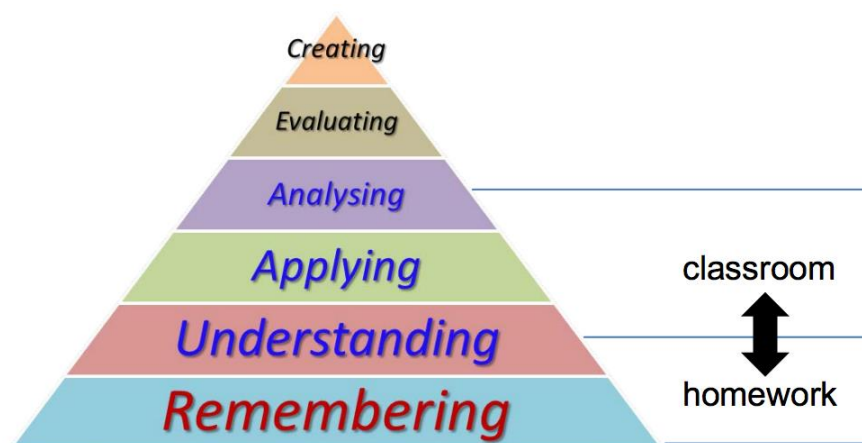 Creating
Evaluating
Analysing
Applying
classroom
Understanding
homework
Remembering